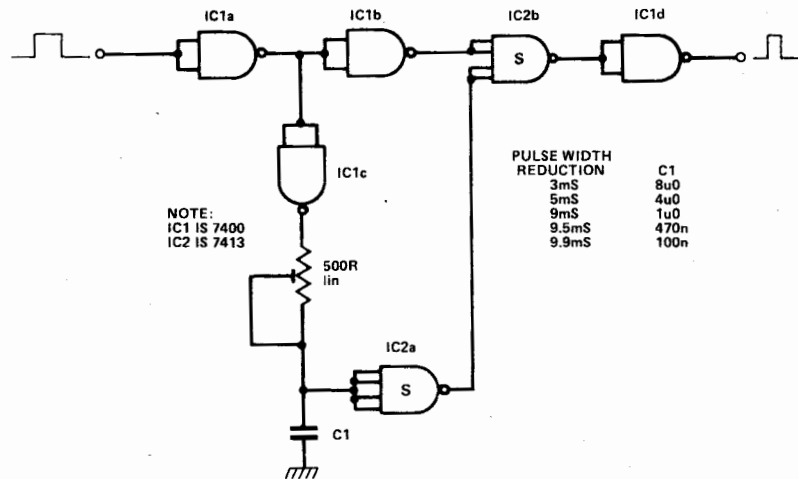 IC1a
IC1b
IC2b
IC1d
S
IC1c
NOTE:
IC1 IS 7400
IC2 IS 7413
500R
lin
PULSE WIDTH
REDUCTION C1
3mS 8u0
5mS 4u0
9mS 1u0
9.5mS 470n
9.9mS 100n
IC2a
S
C1